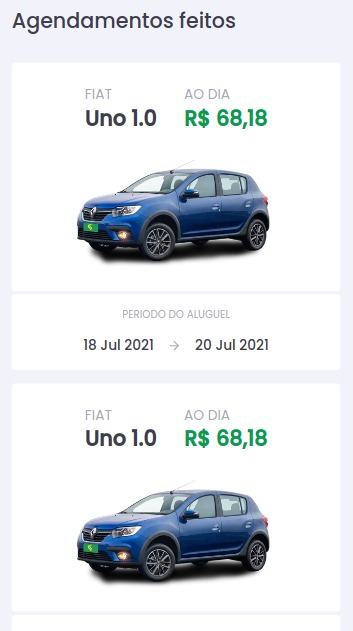 Agendamentos feitos
FIAT
Uno 1.0
AO DIA
R$ 68,18
PERIODO DO ALUGUEL
18 Jul 2021 → 20 Jul 2021
FIAT
Uno 1.0
AO DIA
R$ 68,18